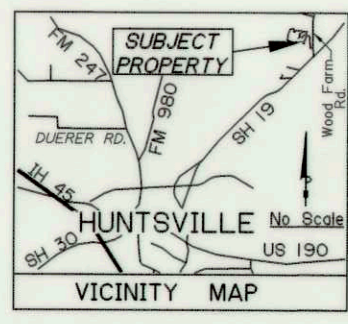 FM 247
SUBJECT
PROPERTY
FM 980
SH 19
Wood Farm
Rd.
DUERER RD.
IH 45
HUNTSVILLE
No Scale
SH 30
US 190
VICINITY MAP